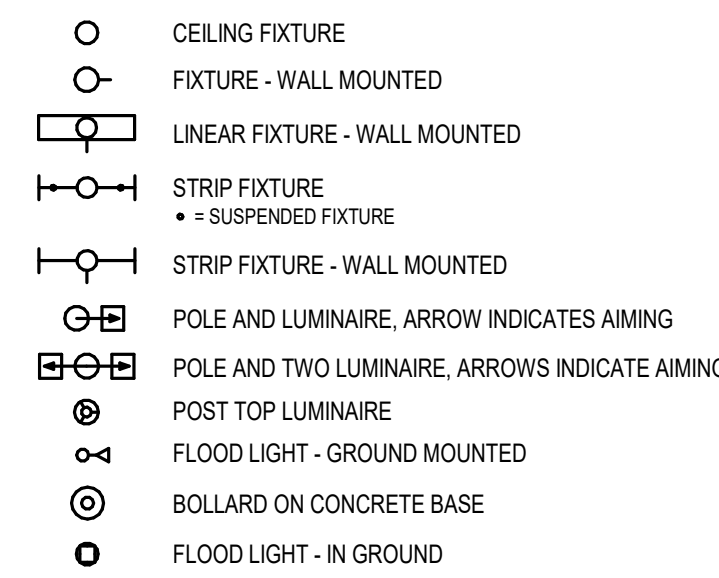 CEILING FIXTURE
FIXTURE - WALL MOUNTED
LINEAR FIXTURE - WALL MOUNTED
STRIP FIXTURE
= SUSPENDED FIXTURE
STRIP FIXTURE - WALL MOUNTED
POLE AND LUMINAIRE, ARROW INDICATES AIMING
POLE AND TWO LUMINAIRE, ARROWS INDICATE AIMING
POST TOP LUMINAIRE
FLOOD LIGHT - GROUND MOUNTED
BOLLARD ON CONCRETE BASE
FLOOD LIGHT - IN GROUND